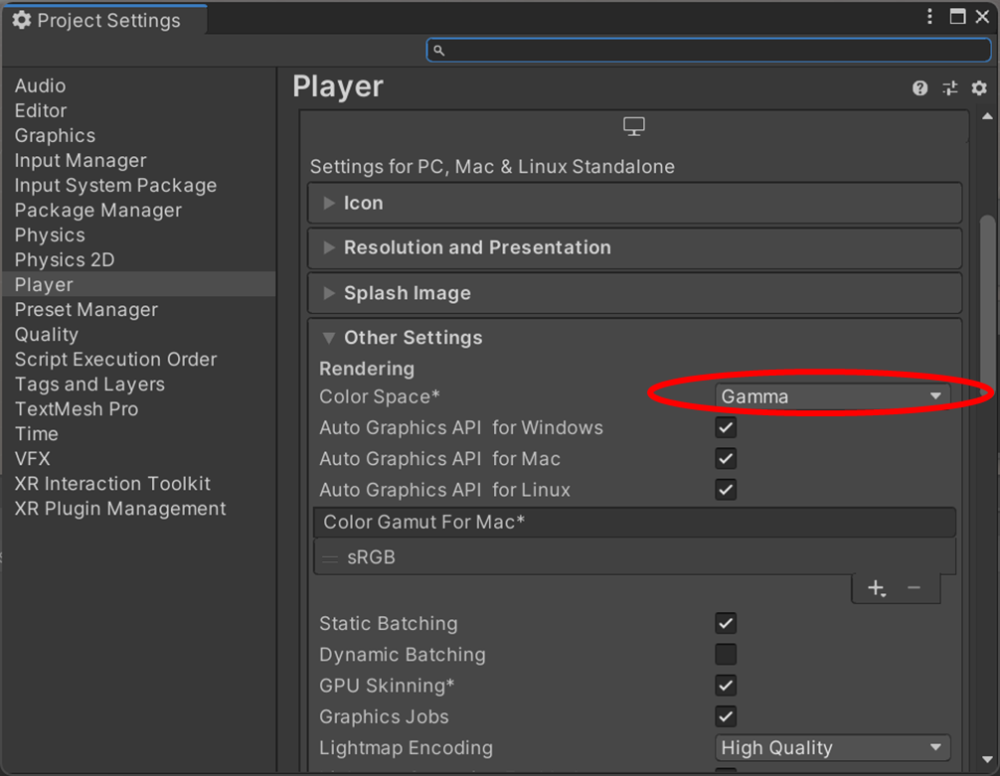 Project Settings
Audio
Editor
Graphics
Input Manager
Input System Package
Package Manager
Physics
Physics 2D
Player
Preset Manager
Quality
Script Execution Order
Tags and Layers
TextMesh Pro
Time
VFX
XR Interaction Toolkit
XR Plugin Management
Player
Settings for PC, Mac & Linux Standalone
Icon
Resolution and Presentation
Splash Image
Other Settings
Rendering
Color Space* Gamma
Auto Graphics API for Windows
Auto Graphics API for Mac
Auto Graphics API for Linux
Color Gamut For Mac*
sRGB
Static Batching
Dynamic Batching
GPU Skinning*
Graphics Jobs
Lightmap Encoding High Quality